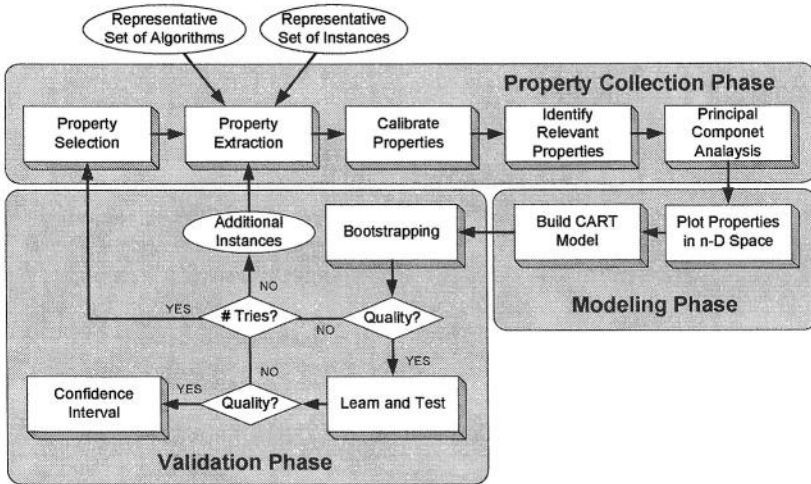 Representative
Set of Algorithms
Representative
Set of Instances
Property Collection Phase
Property
Selection
Property
Extraction
Calibrate
Properties
Identify
Relevant
Properties
Principal
Componet
Analaysis
Additional
Instances
Bootstrapping
Build CART
Model
Plot Properties
in n-D Space
NO
YES
# Tries?
NO
Quality?
Modeling Phase
YES
NO
Confidence
Interval
YES
Quality?
Learn and Test
Validation Phase